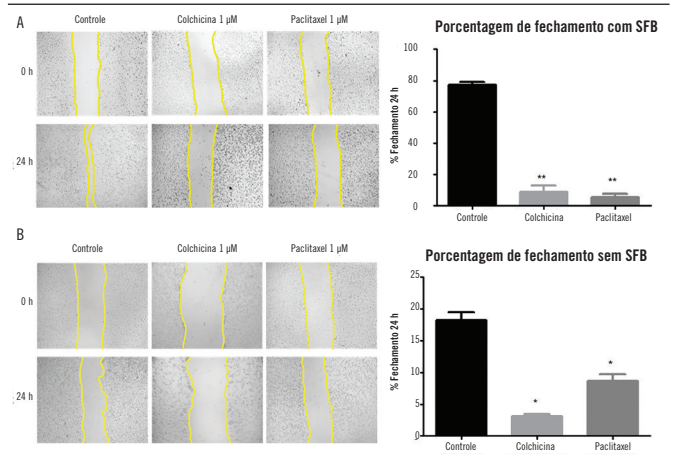 A
Controle
Colchicina 1 µM
Paclitaxel 1 µM
0 h
24 h
Porcentagem de fechamento com SFB
% Fechamento 24 h
100
80
60
40
20
0
**
**
Controle
Colchicina
Paclitaxel
B
Controle
Colchicina 1 µM
Paclitaxel 1 µM
0 h
24 h
Porcentagem de fechamento sem SFB
% Fechamento 24 h
25
20
15
10
5
0
*
*
Controle
Colchicina
Paclitaxel